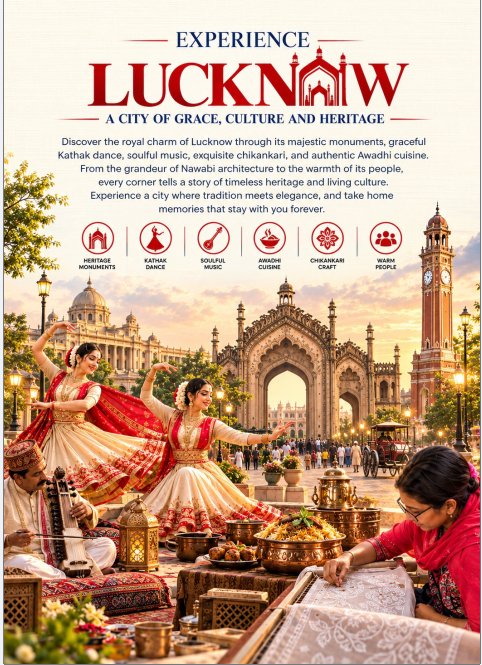 EXPERIENCE
LUCKNOW
A CITY OF GRACE, CULTURE AND HERITAGE
Discover the royal charm of Lucknow through its majestic monuments, graceful
Kathak dance, soulful music, exquisite chikankari, and authentic Awadhi cuisine.
From the grandeur of Nawabi architecture to the warmth of its people,
every corner tells a story of timeless heritage and living culture.
Experience a city where tradition meets elegance, and take home
memories that stay with you forever.
HERITAGE MONUMENTS
KATHAK DANCE
SOULFUL MUSIC
AWADHI CUISINE
CHIKANKARI CRAFT
WARM PEOPLE